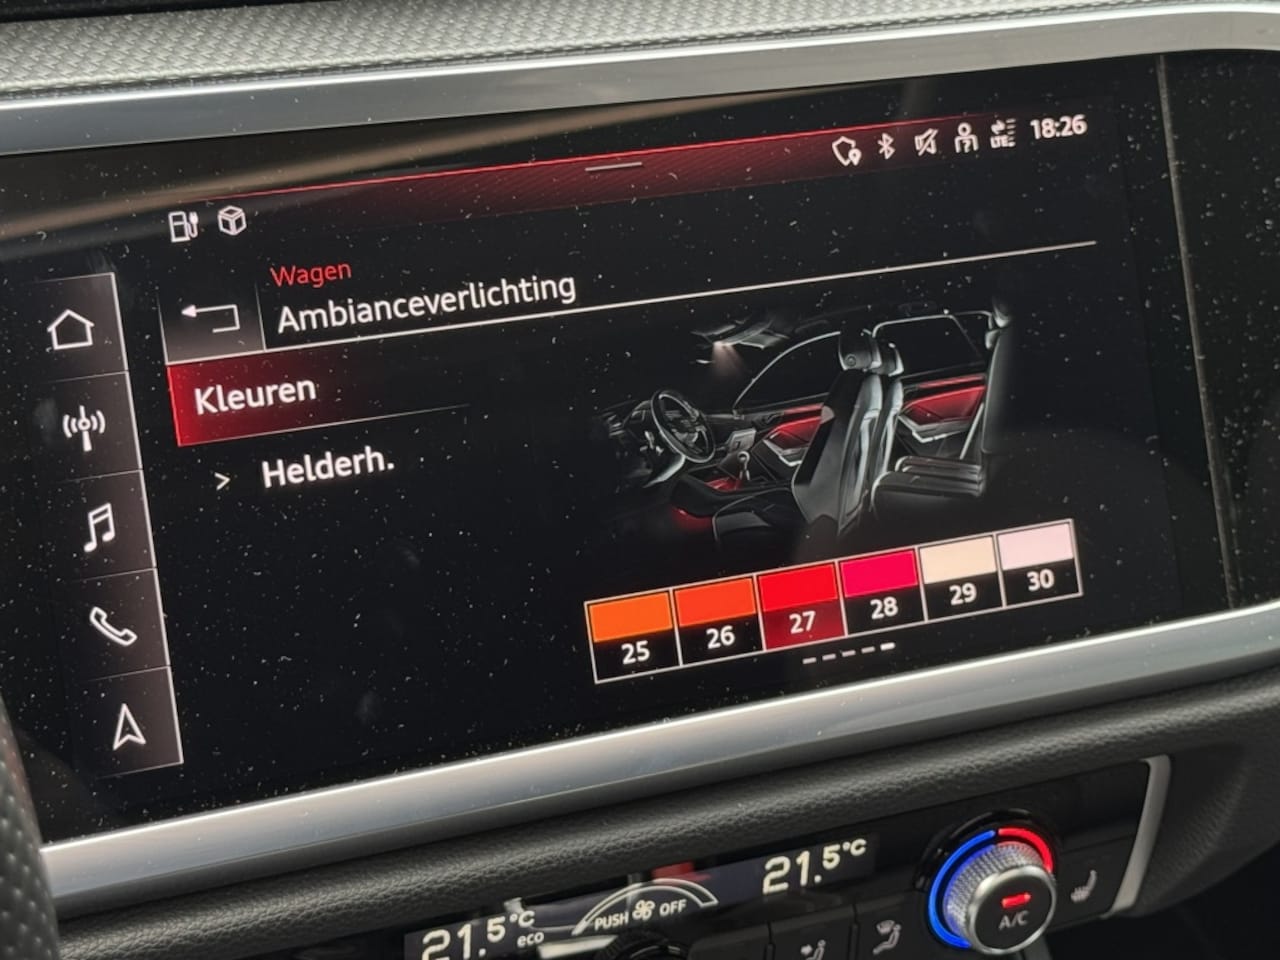 18:26
LTE
Wagen
Ambianceverlichting
Kleuren
> Helderh.
25 26 27 28 29 30
21.5°C eco
PUSH OFF
21.5°C
A/C